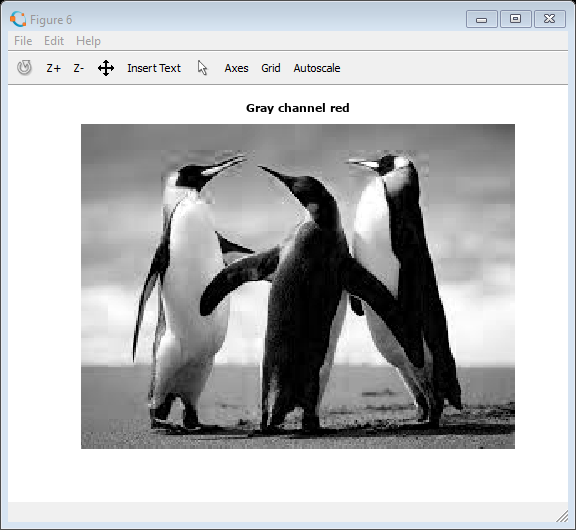 Figure 6
File Edit Help
Z+ Z- Insert Text Axes Grid Autoscale
Gray channel red